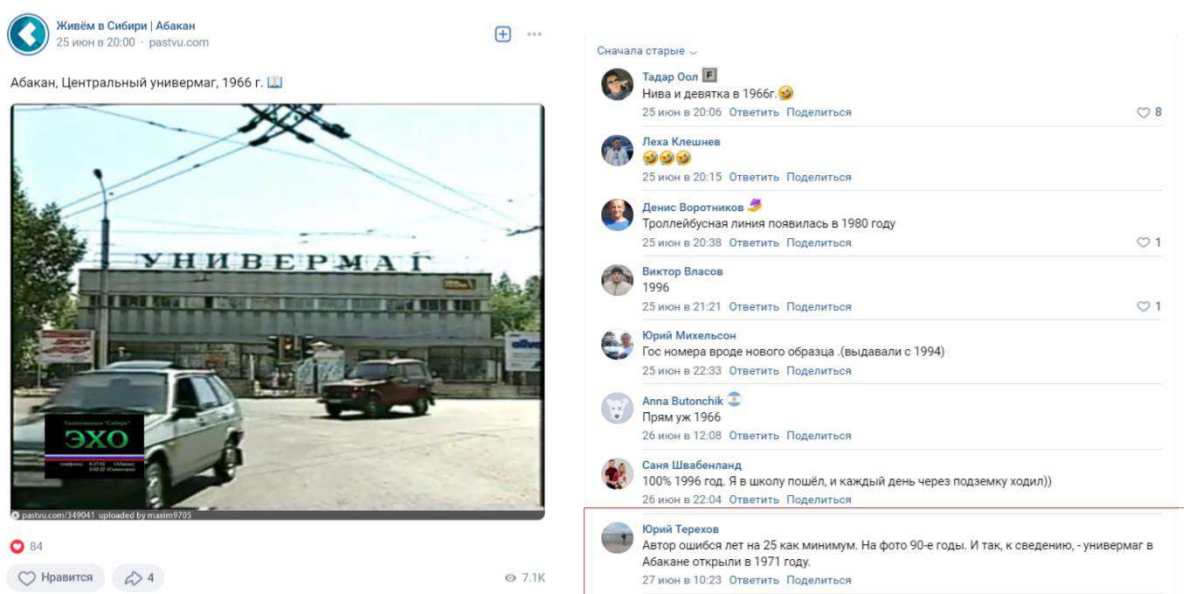 Живём в Сибири | Абакан
25 июн в 20:00 · pastvu.com
Абакан, Центральный универмаг, 1966 г. 📖
УНИВЕРМАГ
Телекомпания "Сибирь"
ЭХО
pastvu.com/349041 uploaded by maxim9705
84
Нравится
4
7.1K
Сначала старые
Тадар Оол F
Нива и девятка в 1966г.🤣
25 июн в 20:06 Ответить Поделиться
8
Леха Клешнев
🤣🤣🤣
25 июн в 20:15 Ответить Поделиться
Денис Воротников
Троллейбусная линия появилась в 1980 году
25 июн в 20:38 Ответить Поделиться
1
Виктор Власов
1996
25 июн в 21:21 Ответить Поделиться
1
Юрий Михельсон
Гос номера вроде нового образца .(выдавали с 1994)
25 июн в 22:33 Ответить Поделиться
Anna Butonchik
Прям уж 1966
26 июн в 12:08 Ответить Поделиться
Саня Швабенланд
100% 1996 год. Я в школу пошёл, и каждый день через подземку ходил))
26 июн в 22:04 Ответить Поделиться
Юрий Терехов
Автор ошибся лет на 25 как минимум. На фото 90-е годы. И так, к сведению, - универмаг в
Абакане открыли в 1971 году.
27 июн в 10:23 Ответить Поделиться